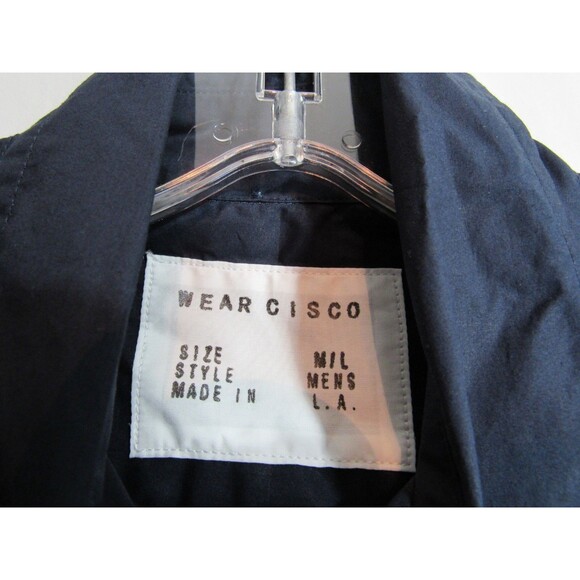 WEAR CISCO
SIZE M/L
STYLE MENS
MADE IN L.A.